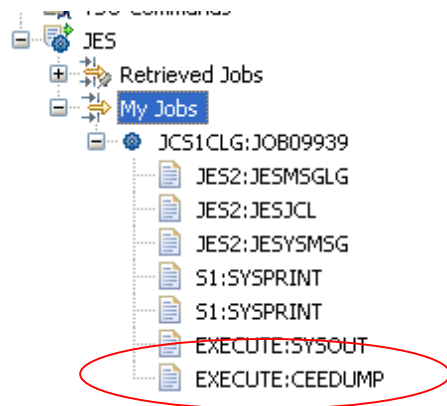 JES
Retrieved Jobs
My Jobs
JCS1CLG:JOB09939
JES2:JESMSGLG
JES2:JESJCL
JES2:JESYSMSG
S1:SYSPRINT
S1:SYSPRINT
EXECUTE:SYSOUT
EXECUTE:CEEDUMP